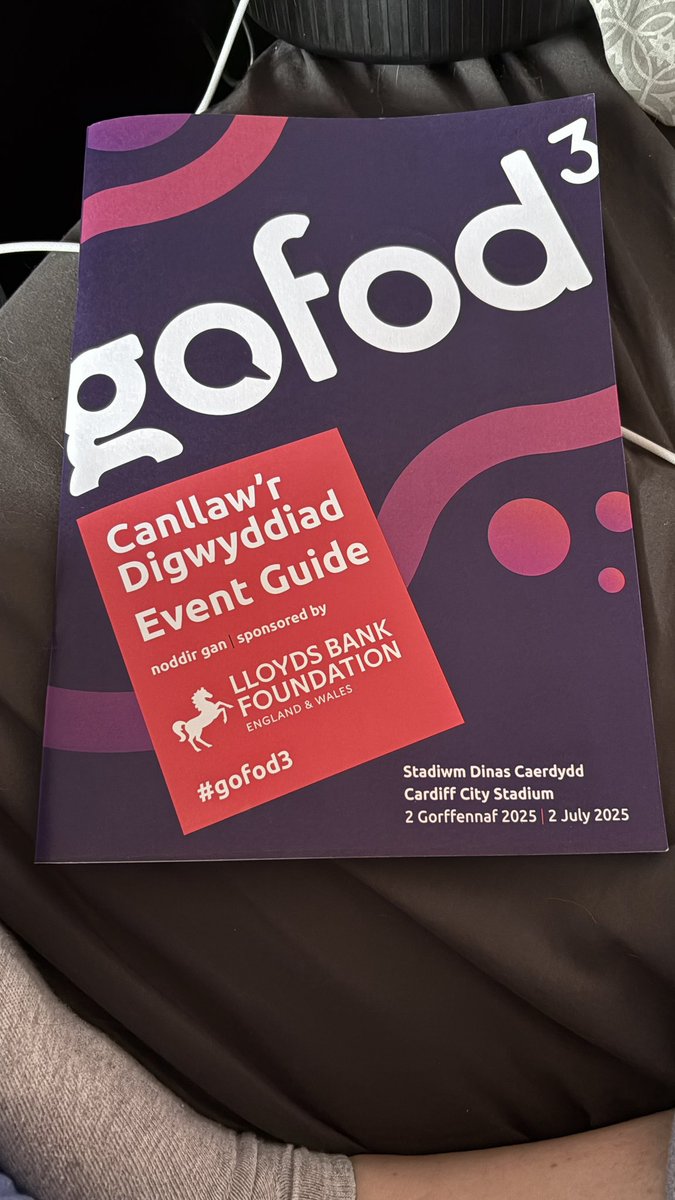 gofod³
Canllaw'r
Digwyddiad
Event Guide
noddir gan | sponsored by
LLOYDS BANK
FOUNDATION
ENGLAND & WALES
#gofod3
Stadiwm Dinas Caerdydd
Cardiff City Stadium
2 Gorffennaf 2025 | 2 July 2025